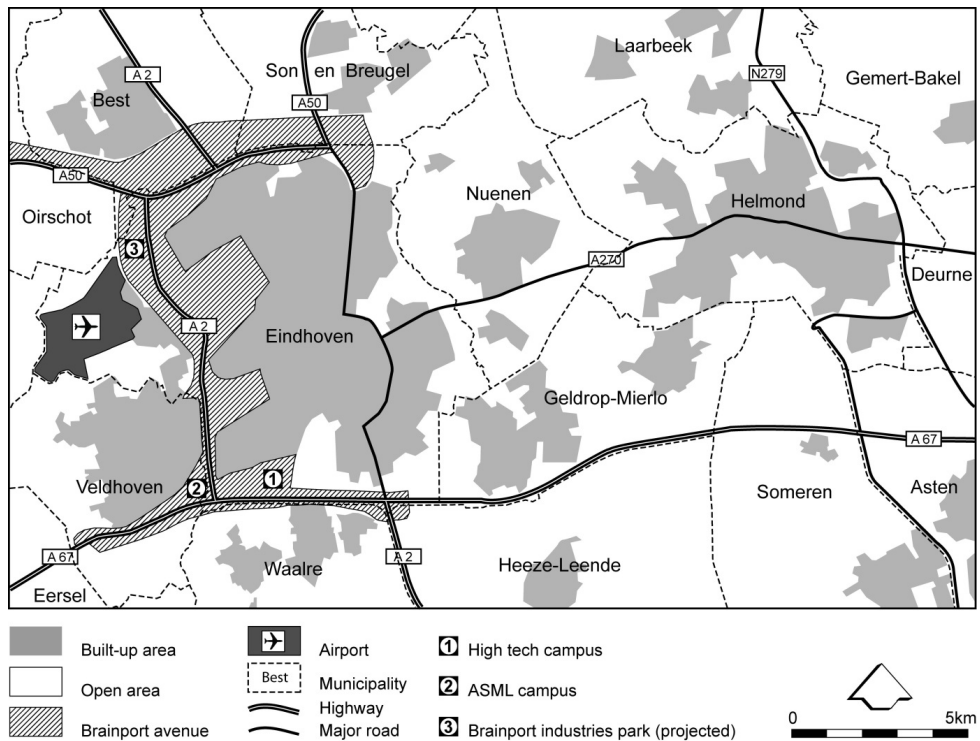 Laarbeek
A 2
Son en Breugel
N279
Gemert-Bakel
Best
A50
A50
Nuenen
Helmond
Oirschot
3
A270
Deurne
A 2
Eindhoven
Geldrop-Mierlo
A 67
Veldhoven
2
1
Someren
Asten
A 67
Waalre
A 2
Heeze-Leende
Eersel
Built-up area
Open area
Brainport avenue
Airport
Best
Municipality
Highway
Major road
1 High tech campus
2 ASML campus
3 Brainport industries park (projected)
0 5km